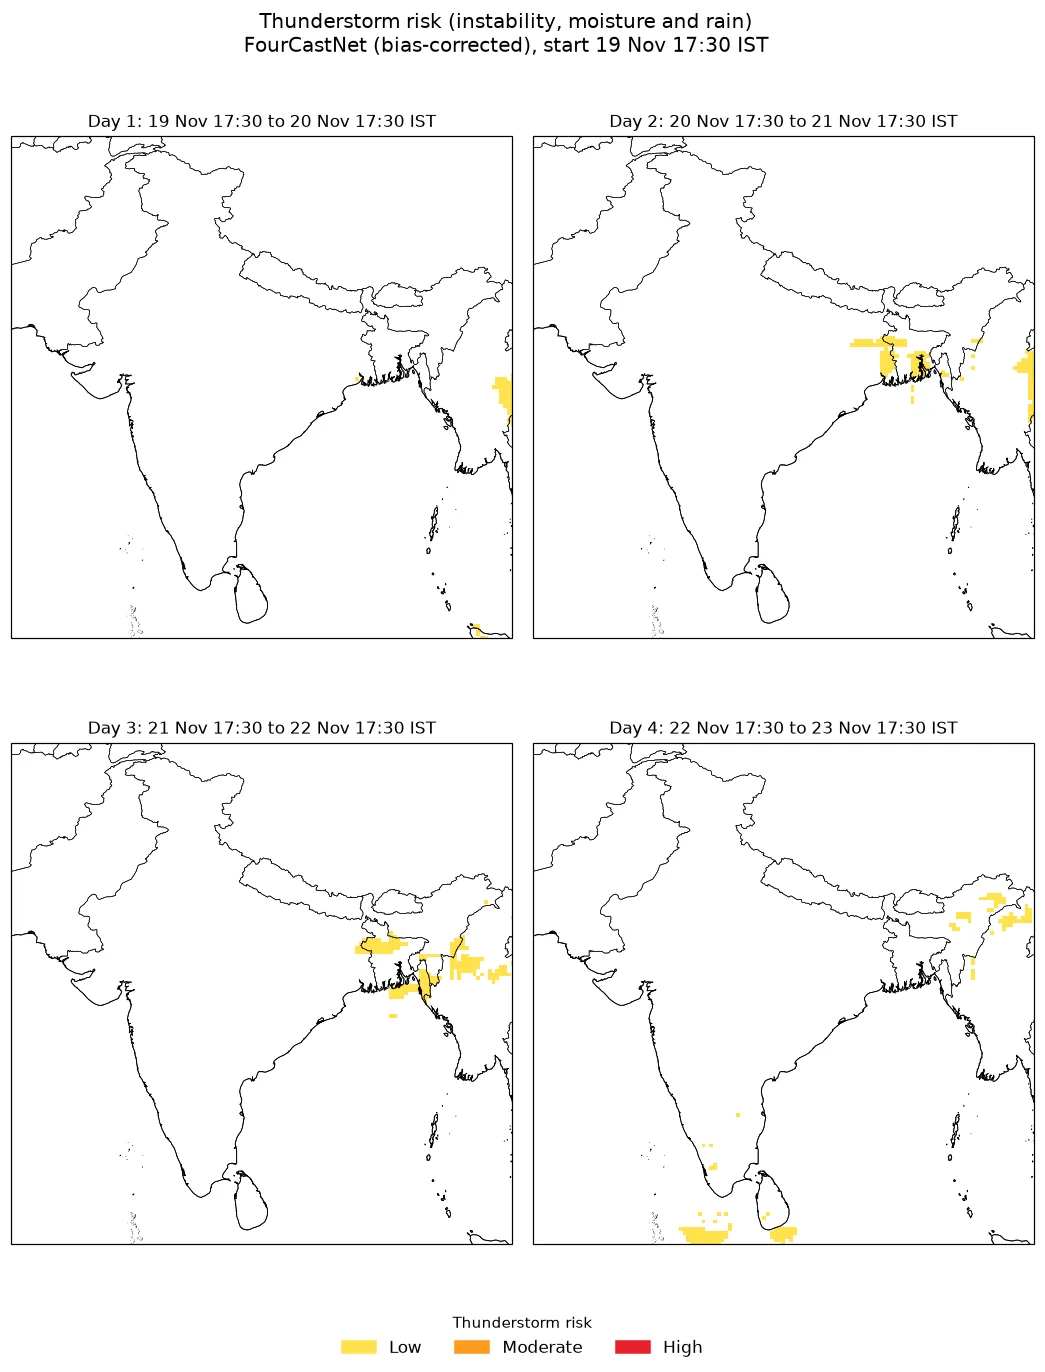 Thunderstorm risk (instability, moisture and rain)
FourCastNet (bias-corrected), start 19 Nov 17:30 IST
Day 1: 19 Nov 17:30 to 20 Nov 17:30 IST
Day 2: 20 Nov 17:30 to 21 Nov 17:30 IST
Day 3: 21 Nov 17:30 to 22 Nov 17:30 IST
Day 4: 22 Nov 17:30 to 23 Nov 17:30 IST
Thunderstorm risk
Low
Moderate
High